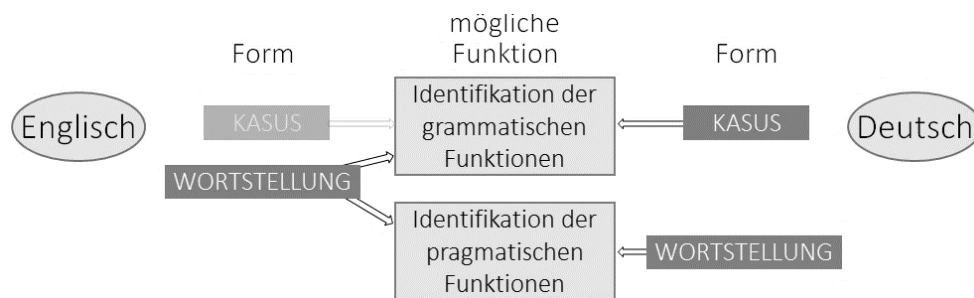 mögliche
Form Funktion Form
Identifikation der
Englisch KASUS grammatischen KASUS Deutsch
Funktionen
WORTSTELLUNG
Identifikation der
pragmatischen WORTSTELLUNG
Funktionen